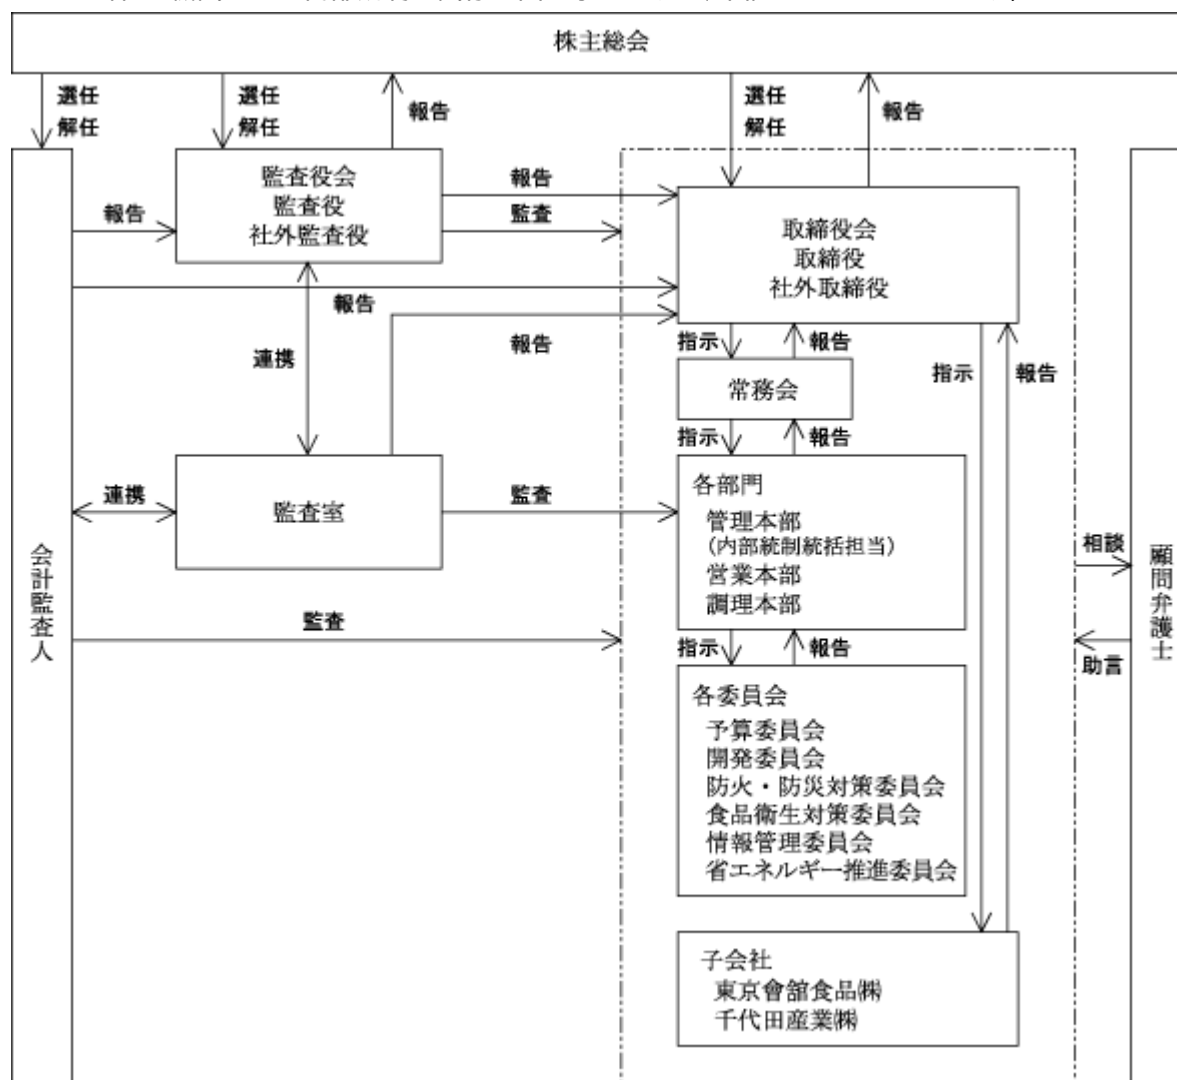 株主総会
選任
解任
選任
解任
報告
選任
解任
報告
監査役会
監査役
社外監査役
報告
報告
監査
取締役会
取締役
社外取締役
報告
報告
連携
指示
報告
指示
報告
常務会
指示
報告
連携
監査室
監査
各部門
管理本部
(内部統制統括担当)
営業本部
調理本部
会計監査人
監査
相談
助言
顧問弁護士
指示
報告
各委員会
予算委員会
開発委員会
防火・防災対策委員会
食品衛生対策委員会
情報管理委員会
省エネルギー推進委員会
子会社
東京會舘食品㈱
千代田産業㈱